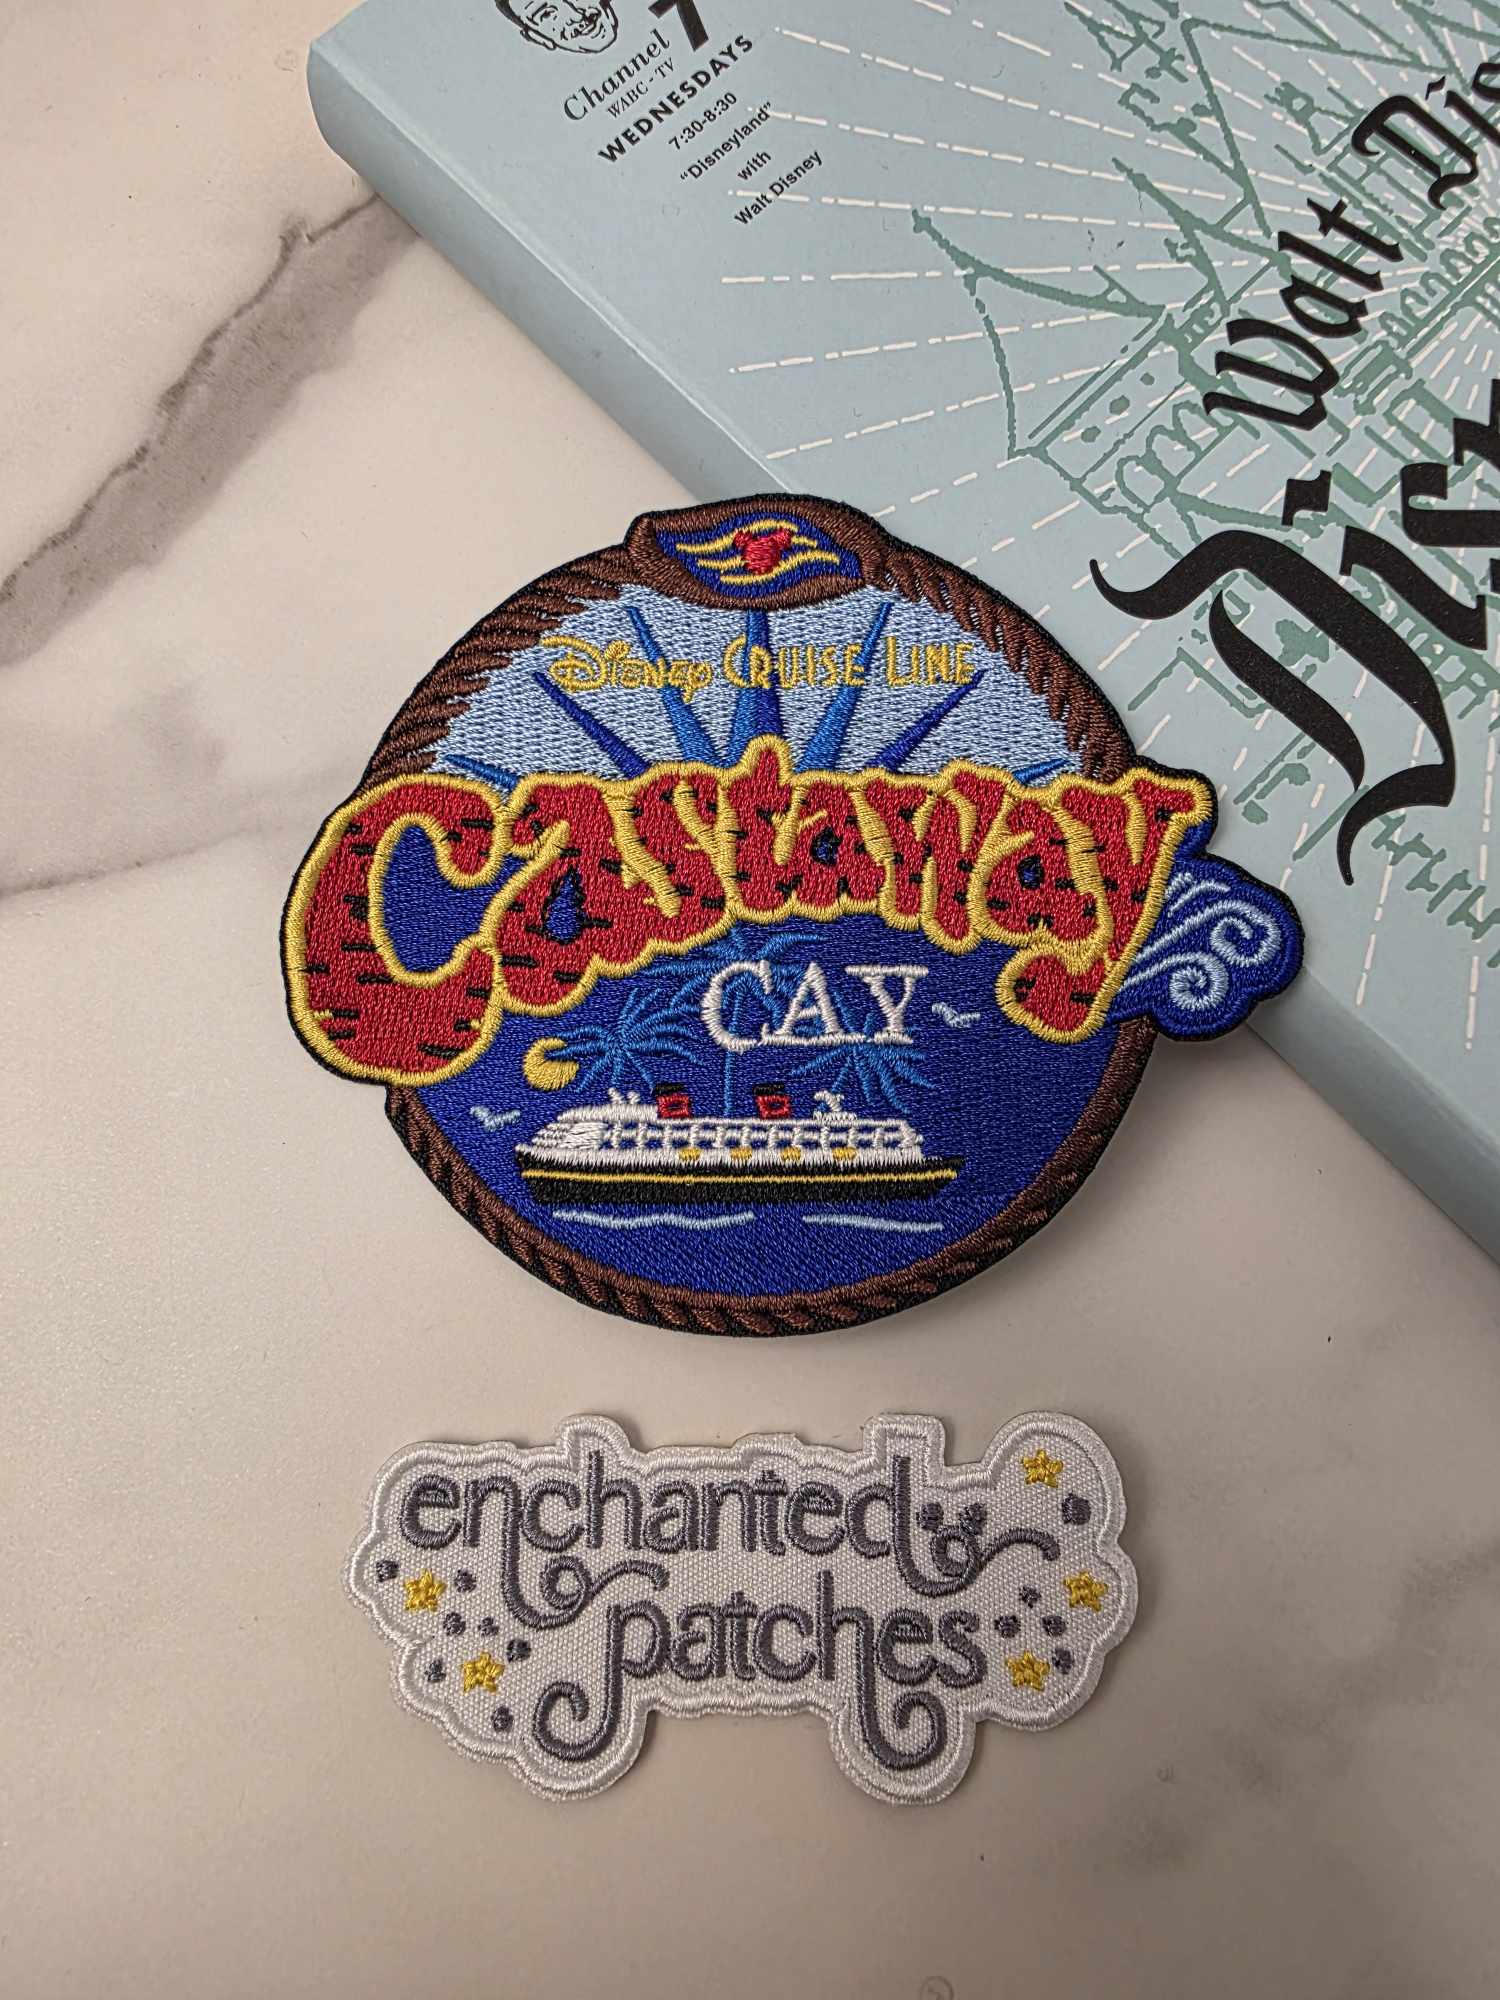 Channel 7
WABC-TV
WEDNESDAYS
7:30-8:30
"Disneyland"
with
Walt Disney
Walt
Disney Cruise Line
Castaway
CAY
enchanted
patches